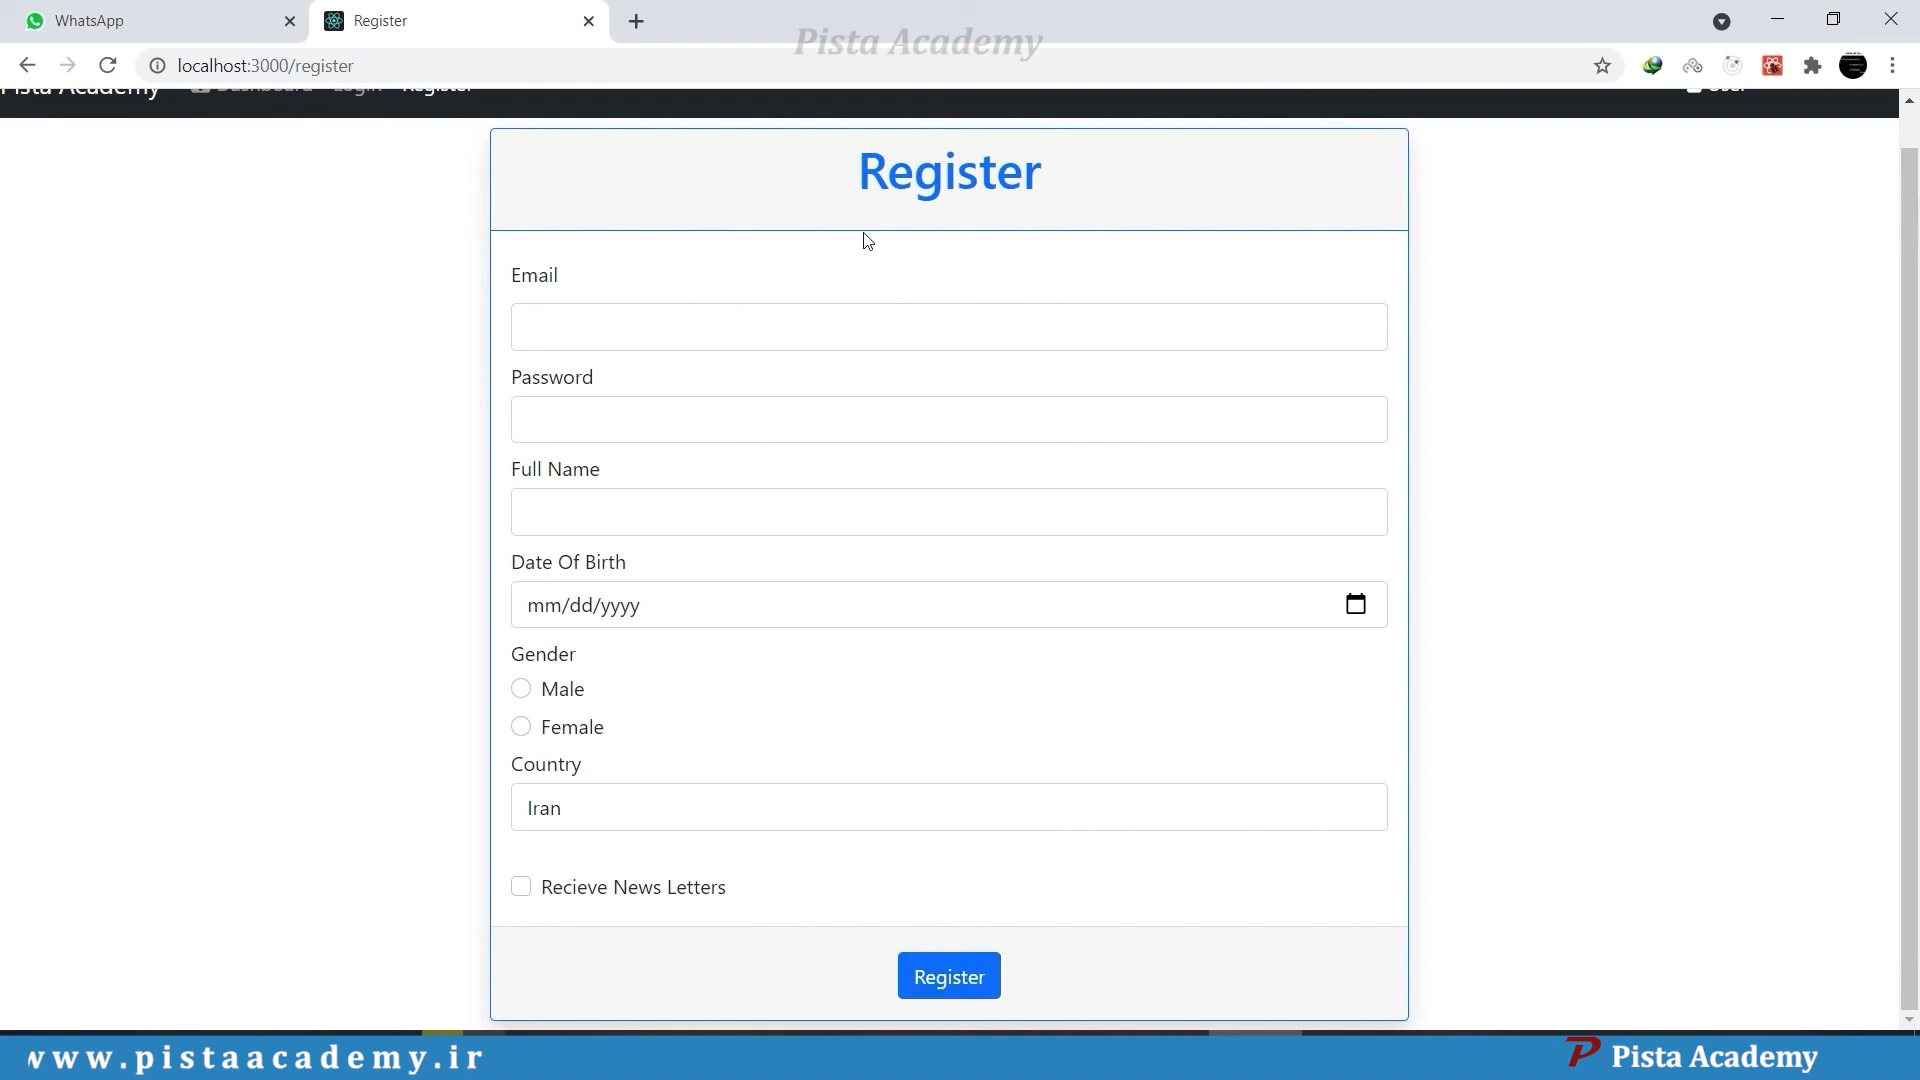 WhatsApp
Register
Pista Academy
localhost:3000/register
Pista Academy Dashboard Login Register User
Register
Email
Password
Full Name
Date Of Birth
mm/dd/yyyy
Gender
Male
Female
Country
Iran
Recieve News Letters
Register
www.pistaacademy.ir
Pista Academy